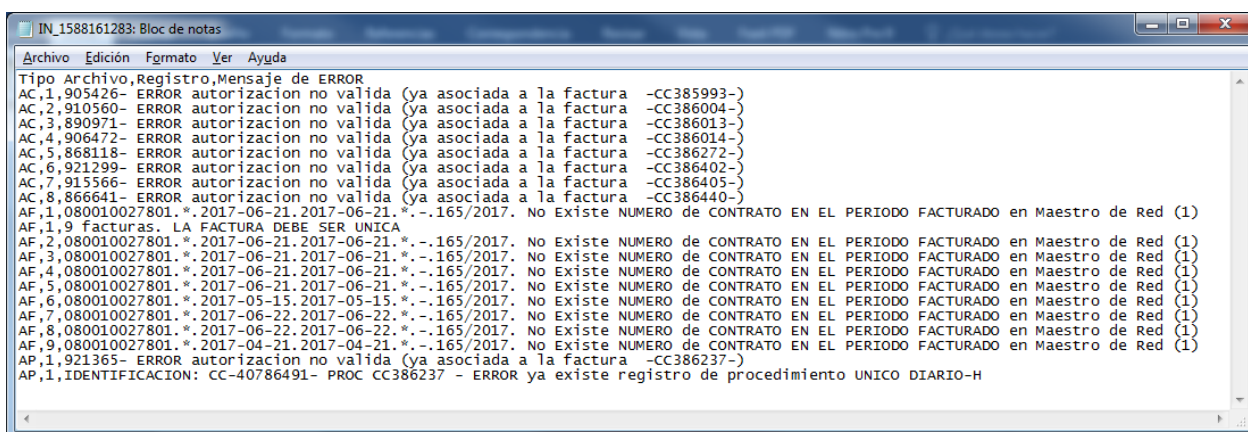 IN_1588161283: Bloc de notas
Archivo Edición Formato Ver Ayuda
Tipo Archivo,Registro,Mensaje de ERROR
AC,1,905426- ERROR autorizacion no valida (ya asociada a la factura  -CC385993-)
AC,2,910560- ERROR autorizacion no valida (ya asociada a la factura  -CC386004-)
AC,3,890971- ERROR autorizacion no valida (ya asociada a la factura  -CC386013-)
AC,4,906472- ERROR autorizacion no valida (ya asociada a la factura  -CC386014-)
AC,5,868118- ERROR autorizacion no valida (ya asociada a la factura  -CC386272-)
AC,6,921299- ERROR autorizacion no valida (ya asociada a la factura  -CC386402-)
AC,7,915566- ERROR autorizacion no valida (ya asociada a la factura  -CC386405-)
AC,8,866641- ERROR autorizacion no valida (ya asociada a la factura  -CC386440-)
AF,1,080010027801.*.2017-06-21.2017-06-21.*.-.165/2017. No Existe NUMERO de CONTRATO EN EL PERIODO FACTURADO en Maestro de Red (1)
AF,1,9 facturas. LA FACTURA DEBE SER UNICA
AF,2,080010027801.*.2017-06-21.2017-06-21.*.-.165/2017. No Existe NUMERO de CONTRATO EN EL PERIODO FACTURADO en Maestro de Red (1)
AF,3,080010027801.*.2017-06-21.2017-06-21.*.-.165/2017. No Existe NUMERO de CONTRATO EN EL PERIODO FACTURADO en Maestro de Red (1)
AF,4,080010027801.*.2017-06-21.2017-06-21.*.-.165/2017. No Existe NUMERO de CONTRATO EN EL PERIODO FACTURADO en Maestro de Red (1)
AF,5,080010027801.*.2017-06-21.2017-06-21.*.-.165/2017. No Existe NUMERO de CONTRATO EN EL PERIODO FACTURADO en Maestro de Red (1)
AF,6,080010027801.*.2017-05-15.2017-05-15.*.-.165/2017. No Existe NUMERO de CONTRATO EN EL PERIODO FACTURADO en Maestro de Red (1)
AF,7,080010027801.*.2017-06-22.2017-06-22.*.-.165/2017. No Existe NUMERO de CONTRATO EN EL PERIODO FACTURADO en Maestro de Red (1)
AF,8,080010027801.*.2017-06-22.2017-06-22.*.-.165/2017. No Existe NUMERO de CONTRATO EN EL PERIODO FACTURADO en Maestro de Red (1)
AF,9,080010027801.*.2017-04-21.2017-04-21.*.-.165/2017. No Existe NUMERO de CONTRATO EN EL PERIODO FACTURADO en Maestro de Red (1)
AP,1,921365- ERROR autorizacion no valida (ya asociada a la factura  -CC386237-)
AP,1,IDENTIFICACION: CC-40786491- PROC CC386237 - ERROR ya existe registro de procedimiento UNICO DIARIO-H